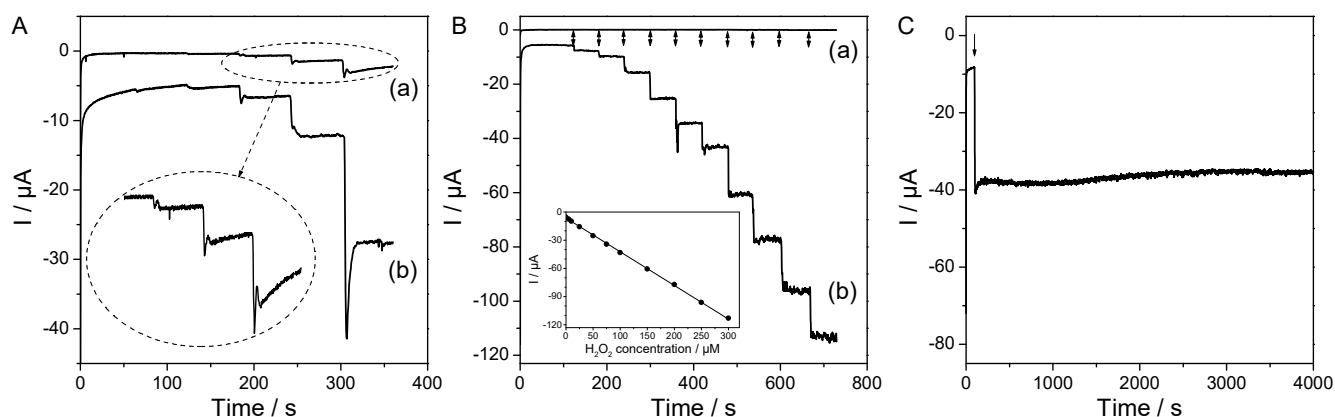 A
0
-10
-20
-30
-40
I / µA
0
100
200
300
400
Time / s
(a)
(b)
B
0
-20
-40
-60
-80
-100
-120
I / µA
0
200
400
600
800
Time / s
(a)
(b)
0
-30
-60
-90
-120
I / µA
0
50
100
150
200
250
300
H₂O₂ concentration / µM
C
0
-20
-40
-60
-80
I / µA
0
1000
2000
3000
4000
Time / s